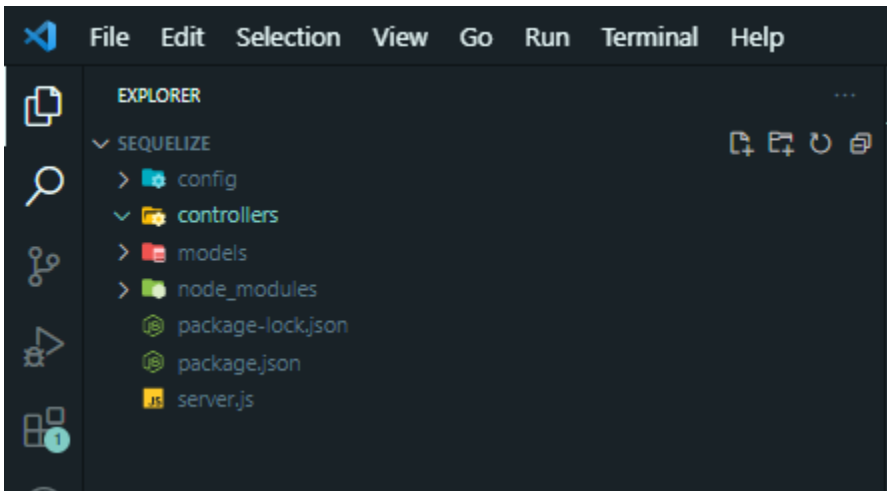 File Edit Selection View Go Run Terminal Help
EXPLORER
SEQUELIZE
config
controllers
models
node_modules
package-lock.json
package.json
JS server.js
1